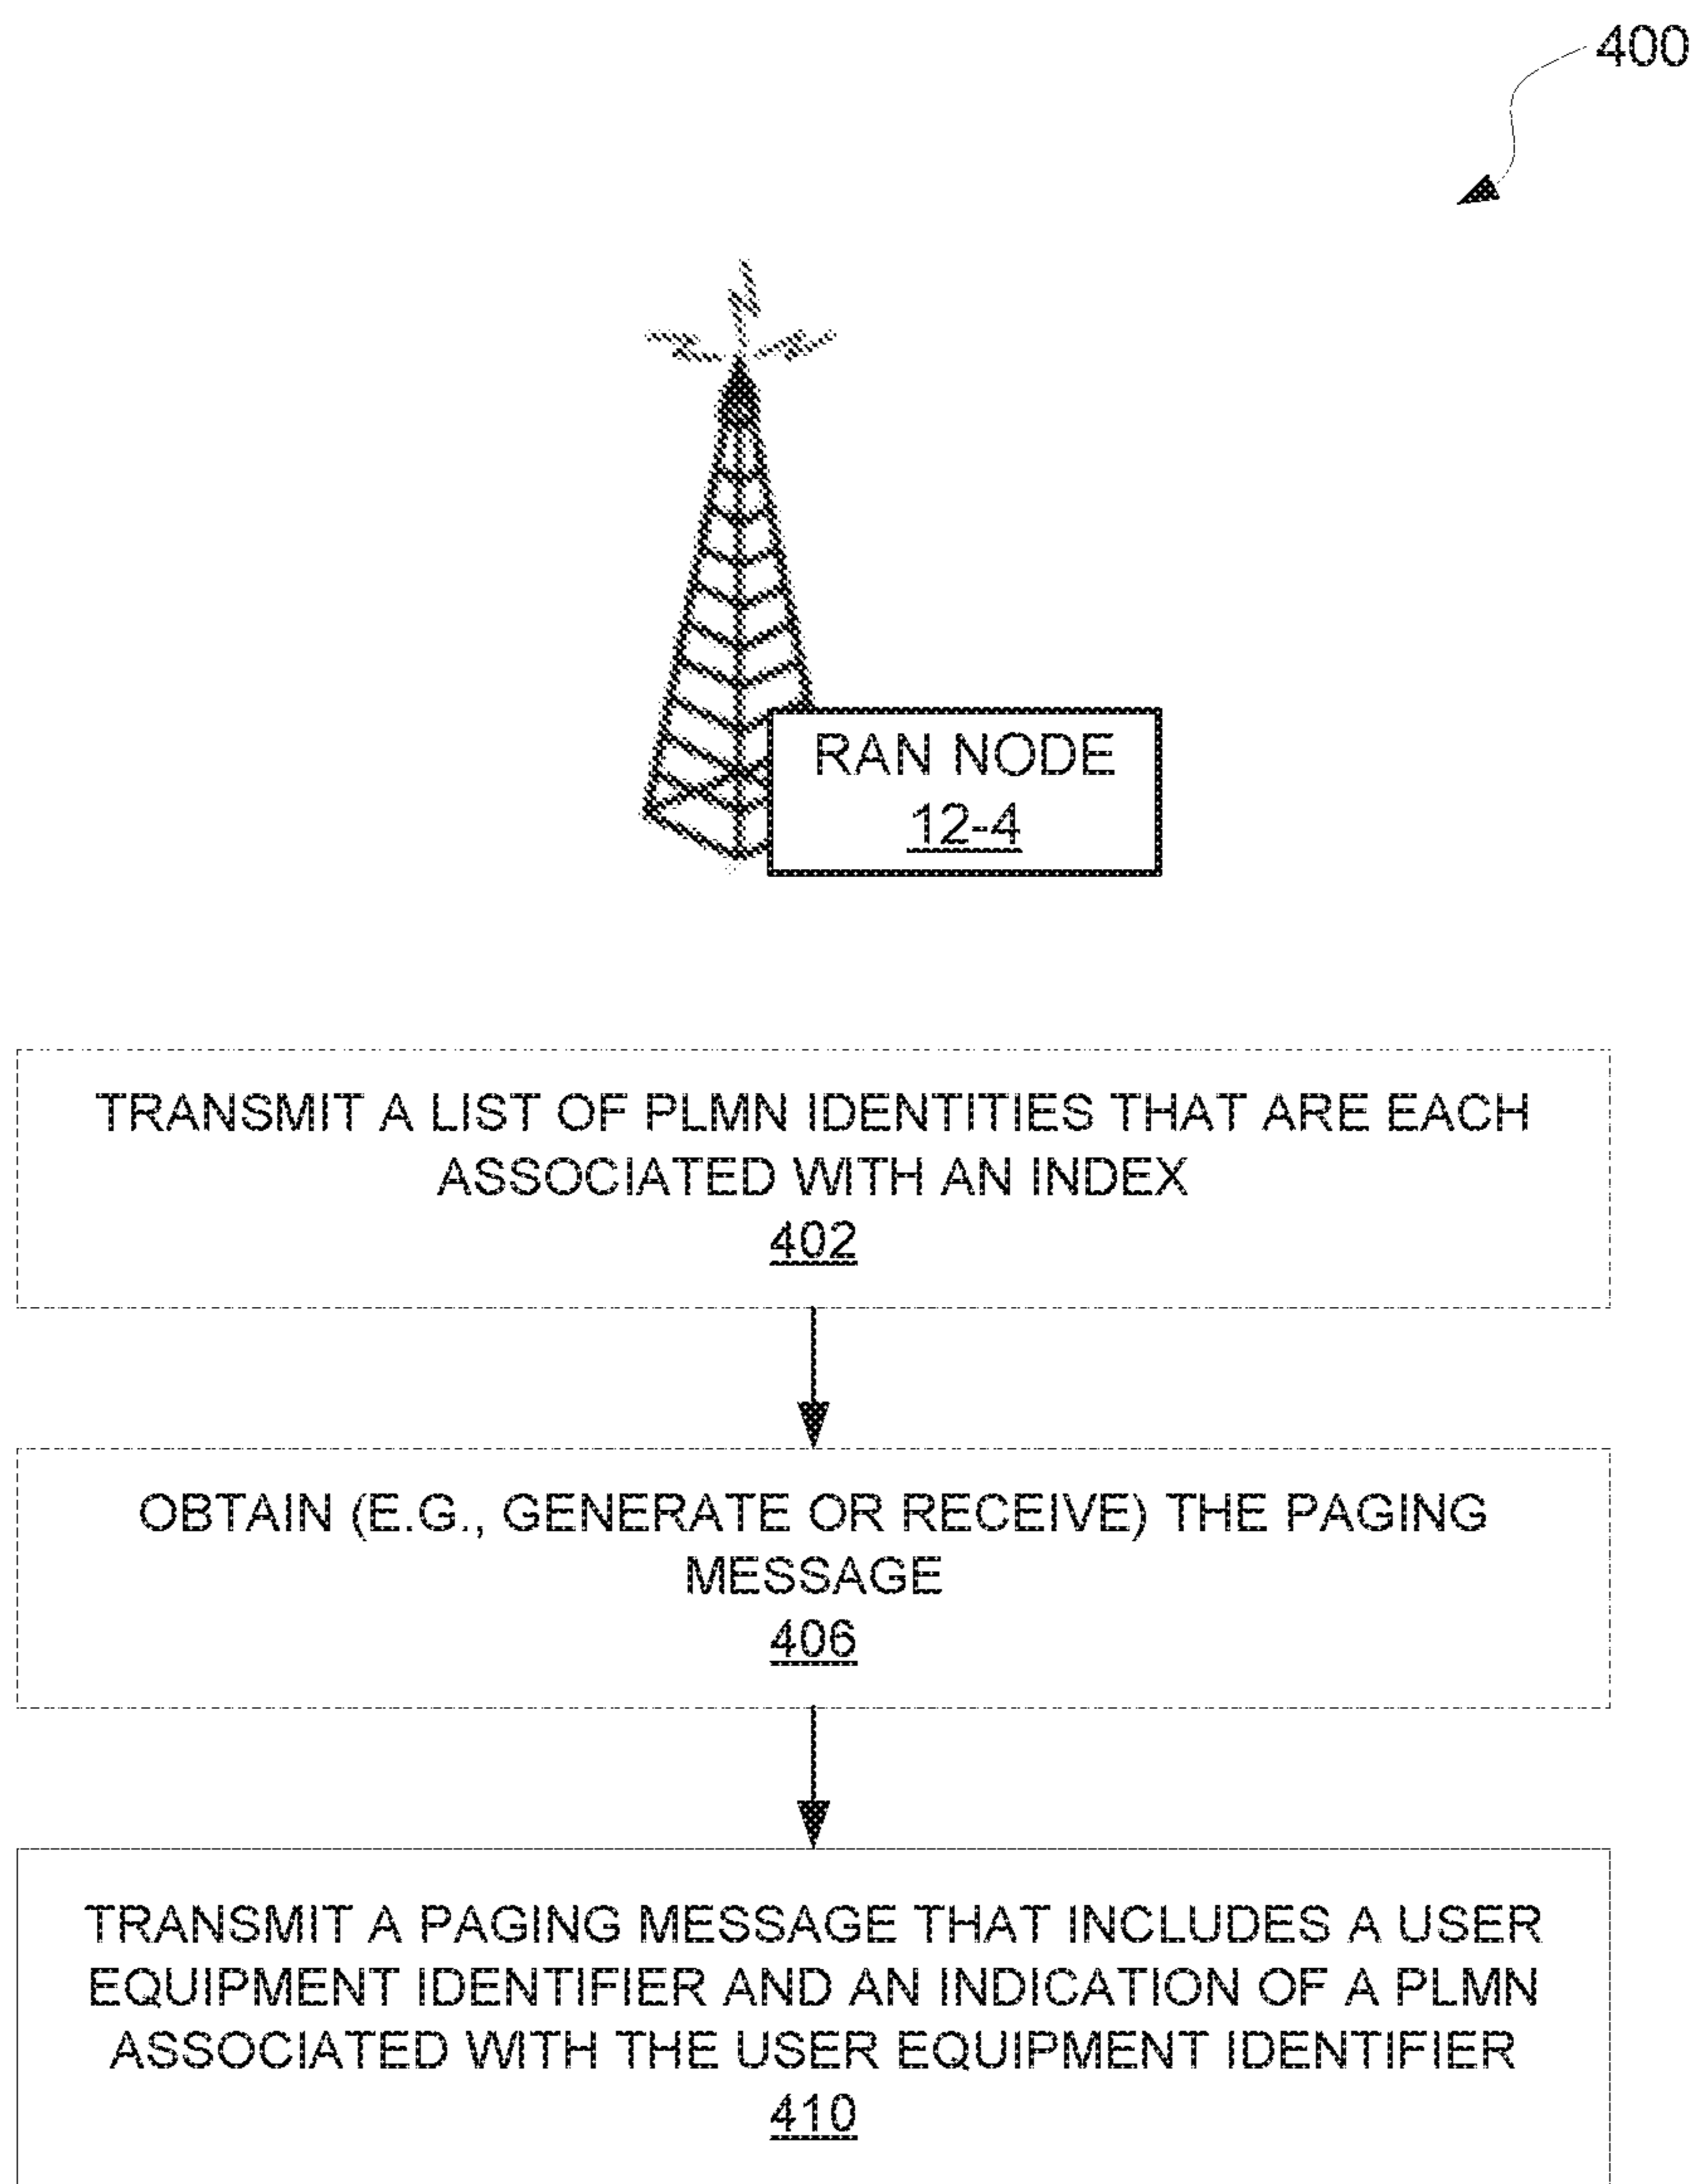 400
RAN NODE
12-4
TRANSMIT A LIST OF PLMN IDENTITIES THAT ARE EACH
ASSOCIATED WITH AN INDEX
402
OBTAIN (E.G., GENERATE OR RECEIVE) THE PAGING
MESSAGE
406
TRANSMIT A PAGING MESSAGE THAT INCLUDES A USER
EQUIPMENT IDENTIFIER AND AN INDICATION OF A PLMN
ASSOCIATED WITH THE USER EQUIPMENT IDENTIFIER
410